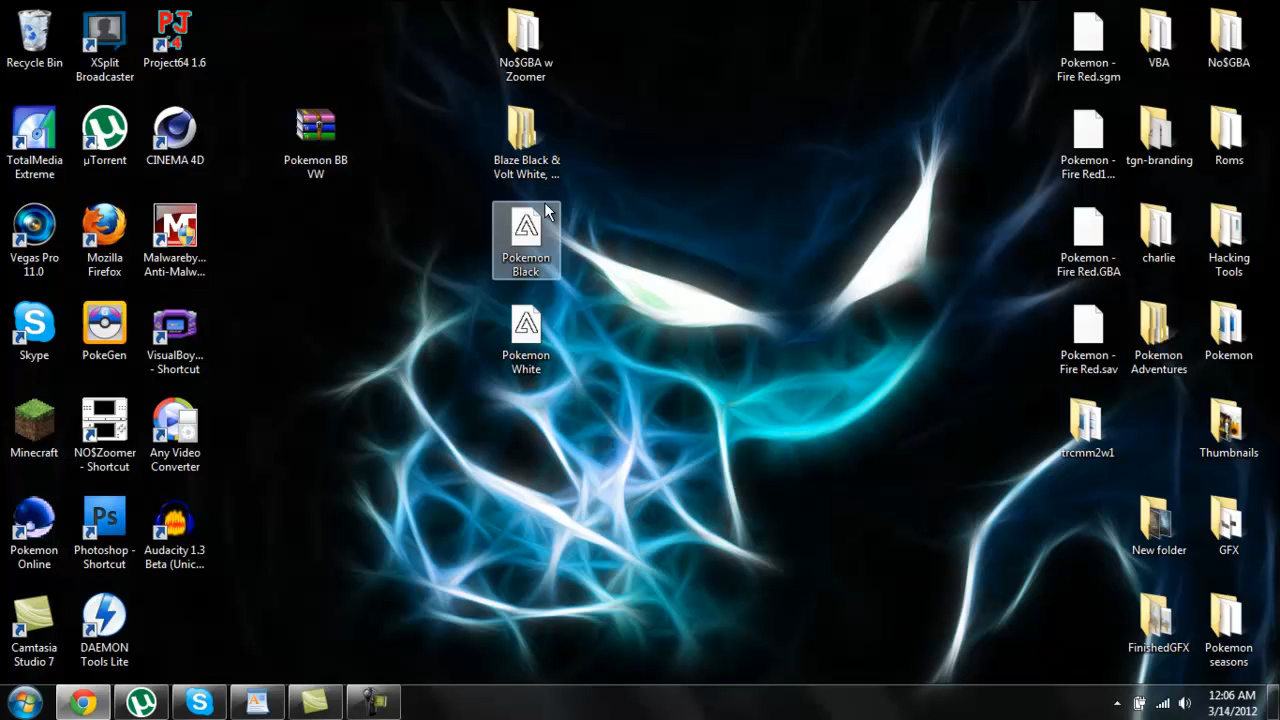 Recycle Bin
XSplit
Broadcaster
PJ
64
Project64 1.6
TotalMedia
Extreme
µTorrent
CINEMA 4D
Vegas Pro
11.0
Mozilla
Firefox
Malwareby...
Anti-Malw...
Skype
PokeGen
VisualBoy...
- Shortcut
Minecraft
NO$Zoomer
- Shortcut
Any Video
Converter
Pokemon
Online
Ps
Photoshop -
Shortcut
Audacity 1.3
Beta (Unic...
Camtasia
Studio 7
DAEMON
Tools Lite
Pokemon BB
VW
No$GBA w
Zoomer
Blaze Black &
Volt White, ...
Pokemon
Black
Pokemon
White
Pokemon -
Fire Red.sgm
VBA
No$GBA
Pokemon -
Fire Red1...
tgn-branding
Roms
Pokemon -
Fire Red.GBA
charlie
Hacking
Tools
Pokemon -
Fire Red.sav
Pokemon
Adventures
Pokemon
trcmm2w1
Thumbnails
New folder
GFX
FinishedGFX
Pokemon
seasons
12:06 AM
3/14/2012